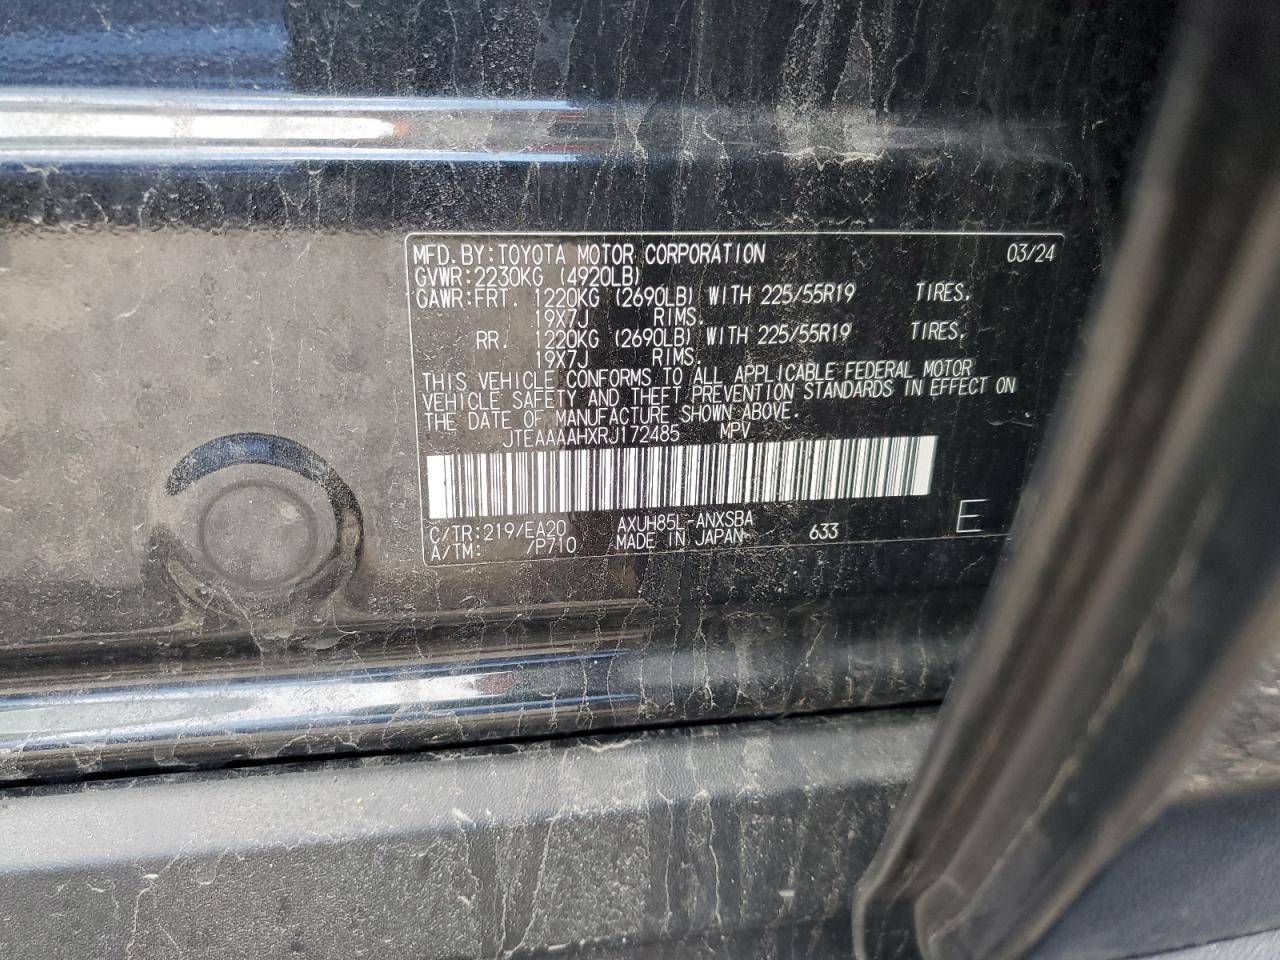 MFD.BY:TOYOTA MOTOR CORPORATION 03/24
GVWR:2230KG (4920LB)
GAWR:FRT. 1220KG (2690LB) WITH 225/55R19 TIRES,
19X7J RIMS,
RR. 1220KG (2690LB) WITH 225/55R19 TIRES,
19X7J RIMS.
THIS VEHICLE CONFORMS TO ALL APPLICABLE FEDERAL MOTOR
VEHICLE SAFETY AND THEFT PREVENTION STANDARDS IN EFFECT ON
THE DATE OF MANUFACTURE SHOWN ABOVE.
JTEAAAAHXRJ172485 MPV
C/TR:219/EA20 AXUH85L-ANXSBA
A/TM: /P710 MADE IN JAPAN 633 E